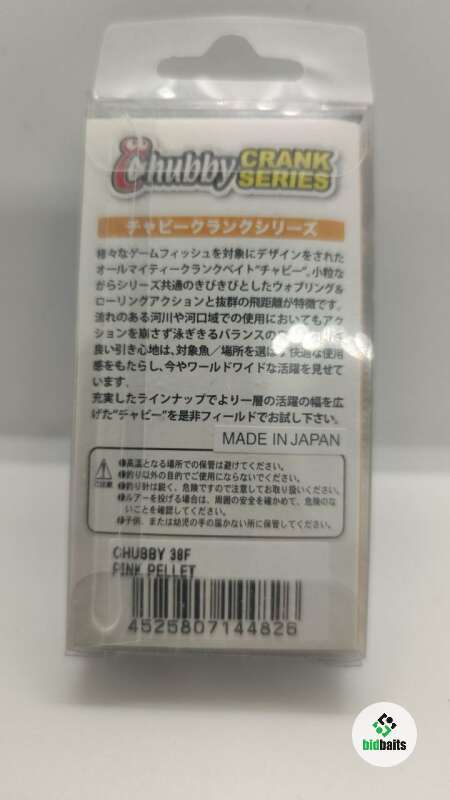 Chubby CRANK
SERIES
チャビークランクシリーズ
様々なゲームフィッシュを対象にデザインをされた
オールマイティークランクベイト"チャビー"。小粒な
がらシリーズ共通のきびきびとしたウォブリング&
ローリングアクションと抜群の飛距離が特徴です。
流れのある河川や河口域での使用においてもアク
ションを崩さず泳ぎきるバランスの
良い引き心地は、対象魚/場所を選ばず快適な使用
感をもたらし、今やワールドワイドな活躍を見せて
います。
充実したラインナップでより一層の活躍の幅を広
げた"チャビー"を是非フィールドでお試し下さい。
MADE IN JAPAN
ご注意
高温となる場所での保管は避けてください。
釣り以外の目的でご使用にならないでください。
釣り針は鋭く、危険ですので注意してお取り扱いください。
ルアーを投げる場合は、周囲の安全を確かめて、危険のな
いことを確認してください。
子供、または幼児の手の届かない所に保管してください。
CHUBBY 38F
PINK PELLET
4525807144826
bidbaits